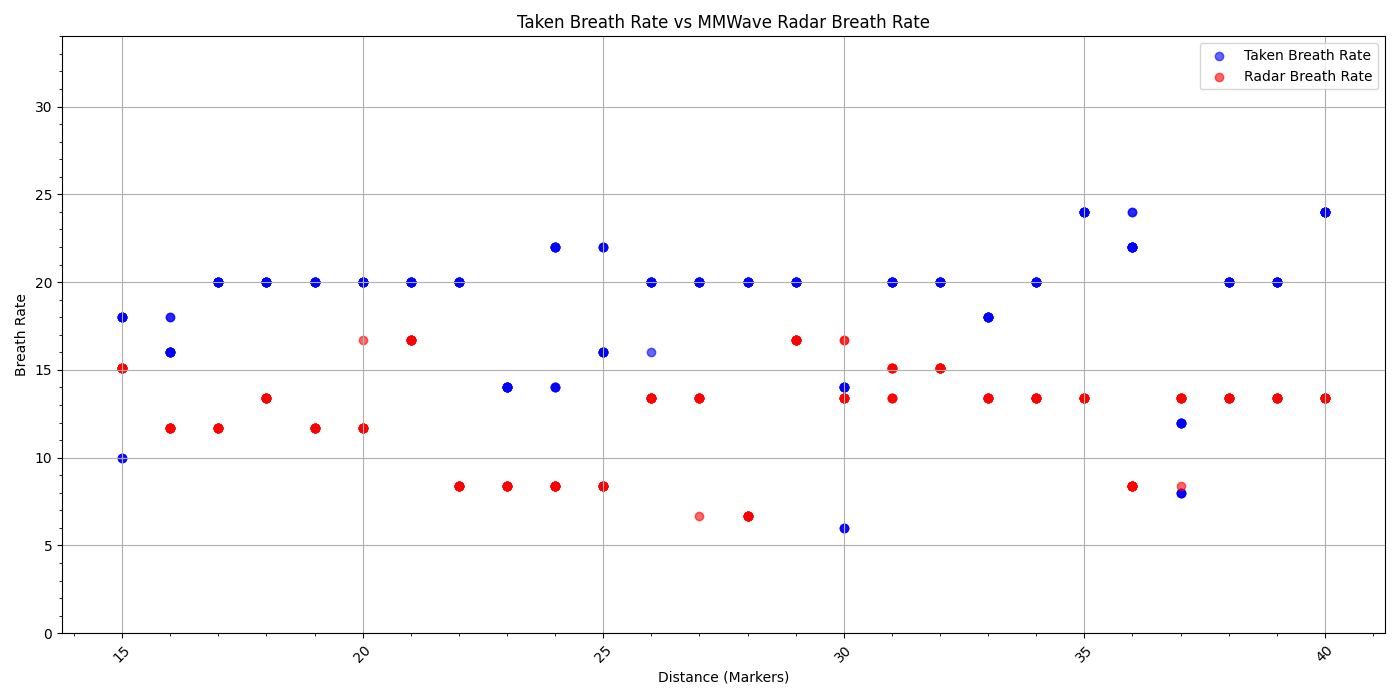 Taken Breath Rate vs MMWave Radar Breath Rate
Taken Breath Rate
Radar Breath Rate
Breath Rate
30
25
20
15
10
5
0
15
20
25
30
35
40
Distance (Markers)